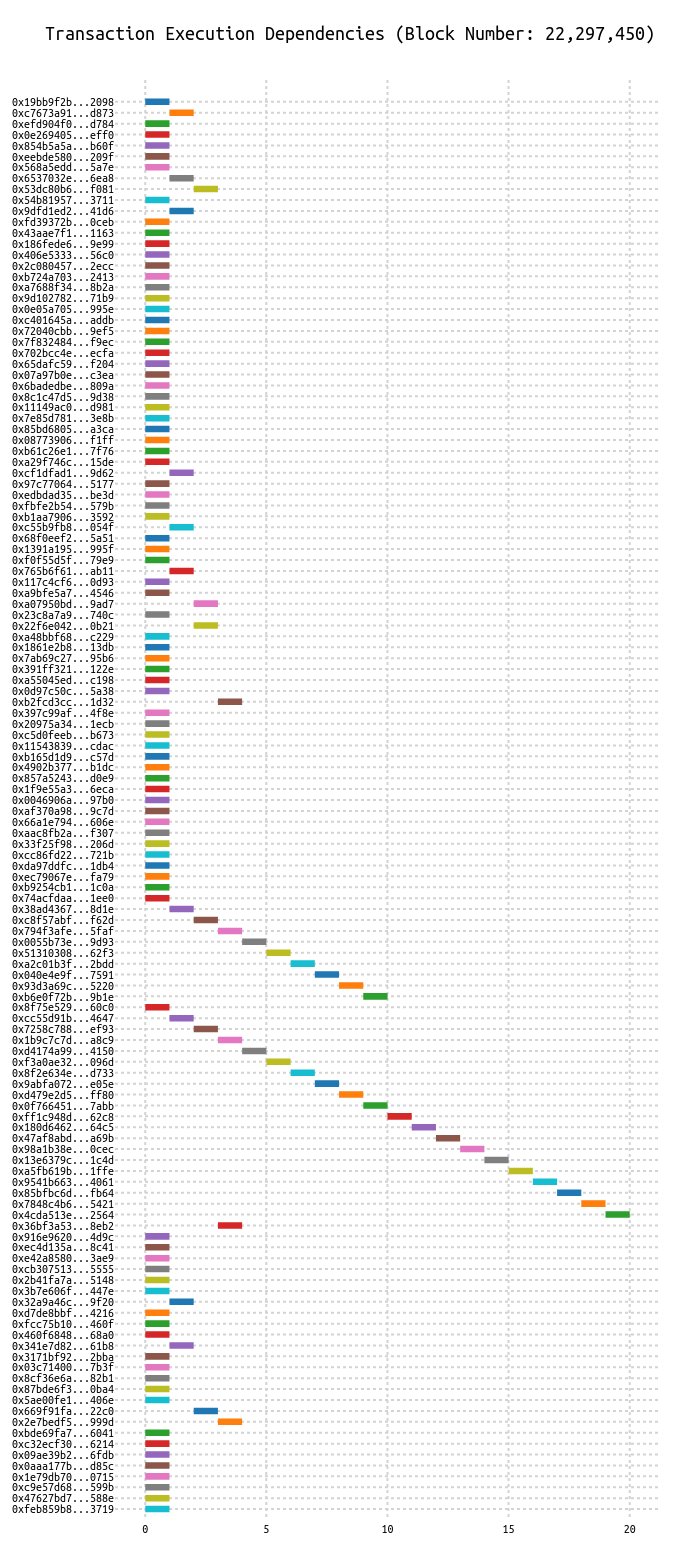 Transaction Execution Dependencies (Block Number: 22,297,450)
0x19bb9f2b...2098
0xc7673a91...d873
0xefd904f0...d784
0x0e269405...eff0
0x854b5a5a...b60f
0xeebde580...209f
0x568a5edd...5a7e
0x6537032e...6ea8
0x53dc80b6...f081
0x54b81957...3711
0x9dfd1ed2...41d6
0xfd39372b...0ceb
0x43aae7f1...1163
0x186fede6...9e99
0x406e5333...56c0
0x2c080457...2ecc
0xb724a703...2413
0xa7688f34...8b2a
0x9d102782...71b9
0x0e05a705...995e
0xc401645a...addb
0x72040cbb...9ef5
0x7f832484...f9ec
0x702bcc4e...ecfa
0x65dafc59...f204
0x07a97b0e...c3ea
0x6badedbe...809a
0x8c1c47d5...9d38
0x11149ac0...d981
0x7e85d781...3e8b
0x85bd6805...a3ca
0x08773906...f1ff
0xb61c26e1...7f76
0xa29f746c...15de
0xcf1dfad1...9d62
0x97c77064...5177
0xedbdad35...be3d
0xfbfe2b54...579b
0xb1aa7906...3592
0xc55b9fb8...054f
0x68f0eef2...5a51
0x1391a195...995f
0xf0f55d5f...79e9
0x765b6f61...ab11
0x117c4cf6...0d93
0xa9bfe5a7...4546
0xa07950bd...9ad7
0x23c8a7a9...740c
0x22f6e042...0b21
0xa48bbf68...c229
0x1861e2b8...13db
0x7ab69c27...95b6
0x391ff321...122e
0xa55045ed...c198
0x0d97c50c...5a38
0xb2fcd3cc...1d32
0x397c99af...4f8e
0x20975a34...1ecb
0xc5d0feeb...b673
0x11543839...cdac
0xb165d1d9...c57d
0x4902b377...b1dc
0x857a5243...d0e9
0x1f9e55a3...6eca
0x0046906a...97b0
0xaf370a98...9c7d
0x66a1e794...606e
0xaac8fb2a...f307
0x33f25f98...206d
0xcc86fd22...721b
0xda97ddfc...1db4
0xec79067e...fa79
0xb9254cb1...1c0a
0x74acfdaa...1ee0
0x38ad4367...8d1e
0xc8f57abf...f62d
0x794f3afe...5faf
0x0055b73e...9d93
0x51310308...62f3
0xa2c01b3f...2bdd
0x040e4e9f...7591
0x93d3a69c...5220
0xb6e0f72b...9b1e
0x8f75e529...60c0
0xcc55d91b...4647
0x7258c788...ef93
0x1b9c7c7d...a8c9
0xd4174a99...4150
0xf3a0ae32...096d
0x8f2e634e...d733
0x9abfa072...e05e
0xd479e2d5...ff80
0x0f766451...7abb
0xff1c948d...62c8
0x180d6462...64c5
0x47af8abd...a69b
0x98a1b38e...0cec
0x13e6379c...1c4d
0xa5fb619b...1ffe
0x9541b663...4061
0x85bfbc6d...fb64
0x7848c4b6...5421
0x4cda513e...2564
0x36bf3a53...8eb2
0x916e9620...4d9c
0xec4d135a...8c41
0xe42a8580...3ae9
0xcb307513...5555
0x2b41fa7a...5148
0x3b7e606f...447e
0x32a9a46c...9f20
0xd7de8bbf...4216
0xfcc75b10...460f
0x460f6848...68a0
0x341e7d82...61b8
0x3171bf92...2bba
0x03c71400...7b3f
0x8cf36e6a...82b1
0x87bde6f3...0ba4
0x5ae00fe1...406e
0x669f91fa...22c0
0x2e7bedf5...999d
0xbde69fa7...6041
0xc32ecf30...6214
0x09ae39b2...6fdb
0x0aaa177b...d85c
0x1e79db70...0715
0xc9e57d68...599b
0x47627bd7...588e
0xfeb859b8...3719
0 5 10 15 20